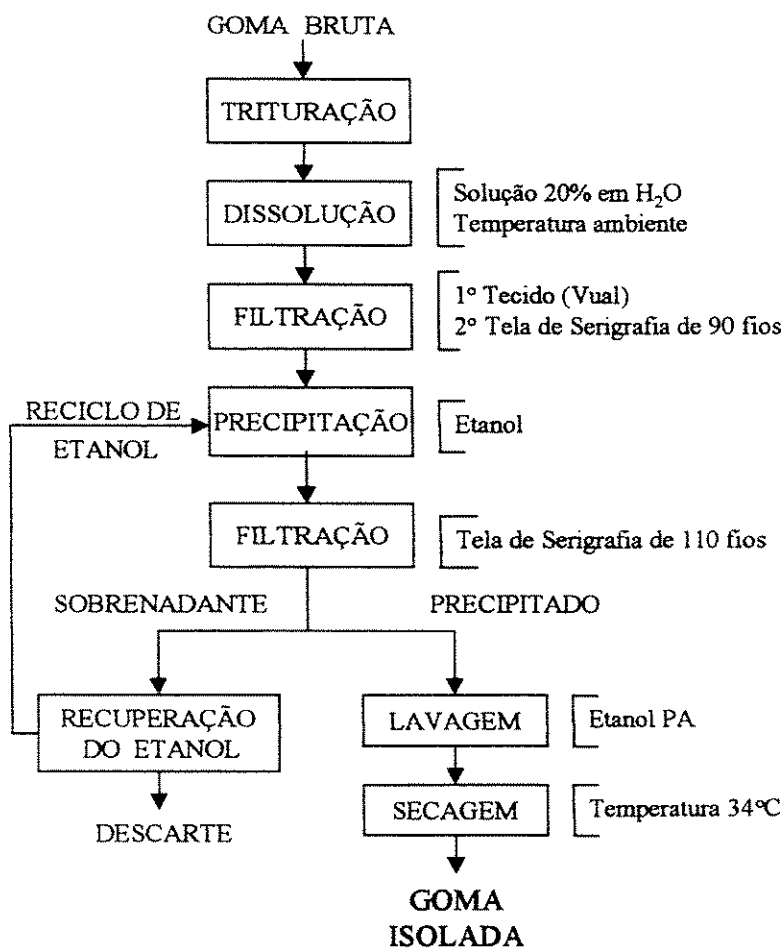 GOMA BRUTA
TRITURAÇÃO
DISSOLUÇÃO
Solução 20% em H₂O
Temperatura ambiente
FILTRAÇÃO
1º Tecido (Vual)
2º Tela de Serigrafia de 90 fios
RECICLO DE
ETANOL
PRECIPITAÇÃO
Etanol
FILTRAÇÃO
Tela de Serigrafia de 110 fios
SOBRENADANTE
PRECIPITADO
RECUPERAÇÃO
DO ETANOL
DESCARTE
LAVAGEM
Etanol PA
SECAGEM
Temperatura 34°C
GOMA
ISOLADA